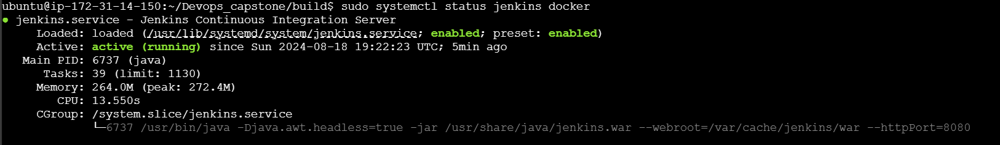 ubuntu@ip-172-31-14-150:~/Devops_capstone/build$ sudo systemctl status jenkins docker
● jenkins.service - Jenkins Continuous Integration Server
Loaded: loaded (/usr/lib/systemd/system/jenkins.service; enabled; preset: enabled)
Active: active (running) since Sun 2024-08-18 19:22:23 UTC; 5min ago
Main PID: 6737 (java)
Tasks: 39 (limit: 1130)
Memory: 264.0M (peak: 272.4M)
CPU: 13.550s
CGroup: /system.slice/jenkins.service
└─6737 /usr/bin/java -Djava.awt.headless=true -jar /usr/share/java/jenkins.war --webroot=/var/cache/jenkins/war --httpPort=8080